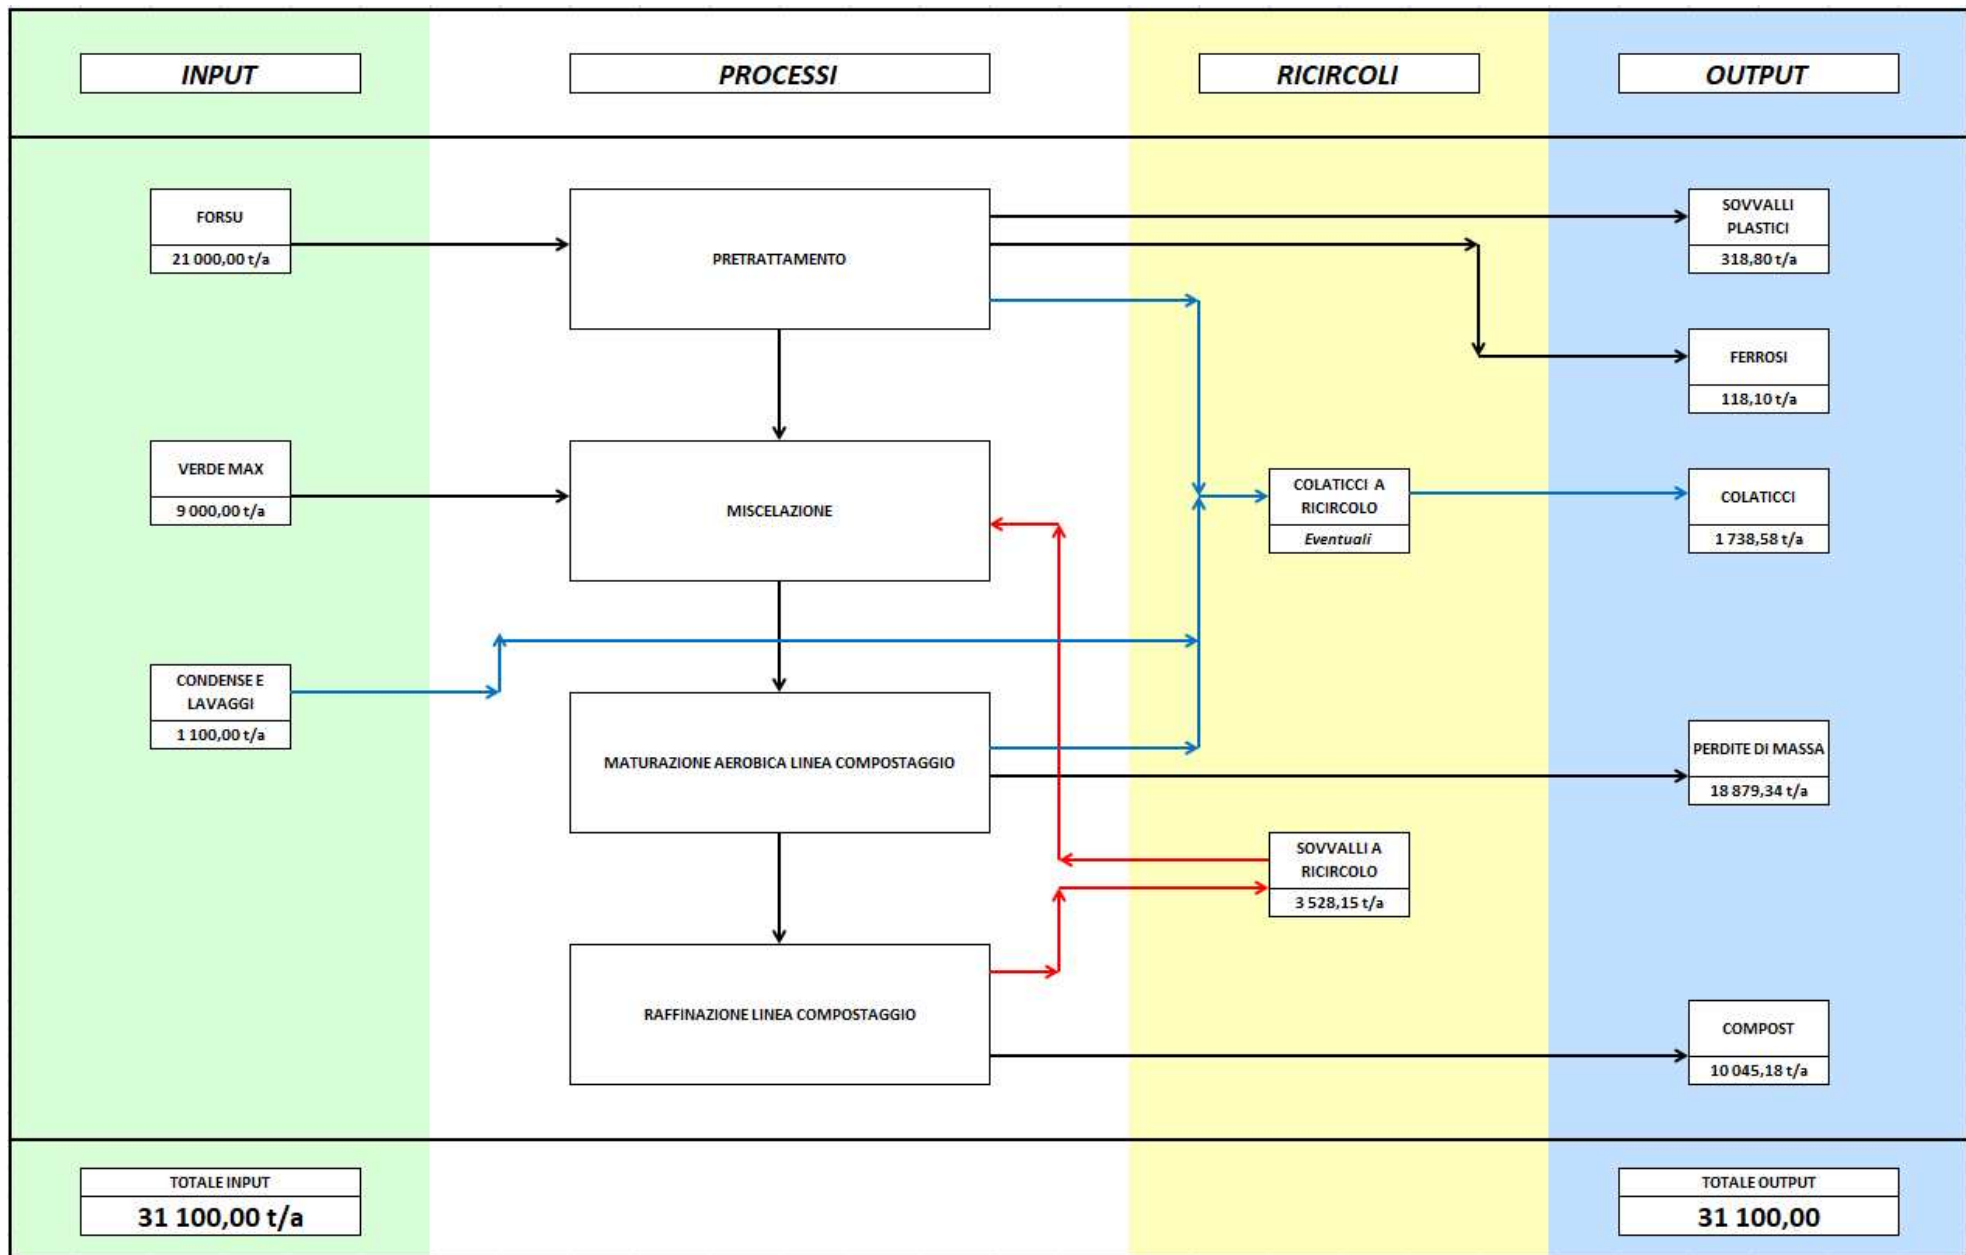 INPUT
PROCESSI
RICIRCOLI
OUTPUT
FORSU
21 000,00 t/a
PRETRATTAMENTO
SOVVALLI
PLASTICI
318,80 t/a
FERROSI
118,10 t/a
VERDE MAX
9 000,00 t/a
MISCELAZIONE
COLATICCI A
RICIRCOLO
Eventuali
COLATICCI
1 738,58 t/a
CONDENSE E
LAVAGGI
1 100,00 t/a
MATURAZIONE AEROBICA LINEA COMPOSTAGGIO
PERDITE DI MASSA
18 879,34 t/a
SOVVALLI A
RICIRCOLO
3 528,15 t/a
RAFFINAZIONE LINEA COMPOSTAGGIO
COMPOST
10 045,18 t/a
TOTALE INPUT
31 100,00 t/a
TOTALE OUTPUT
31 100,00